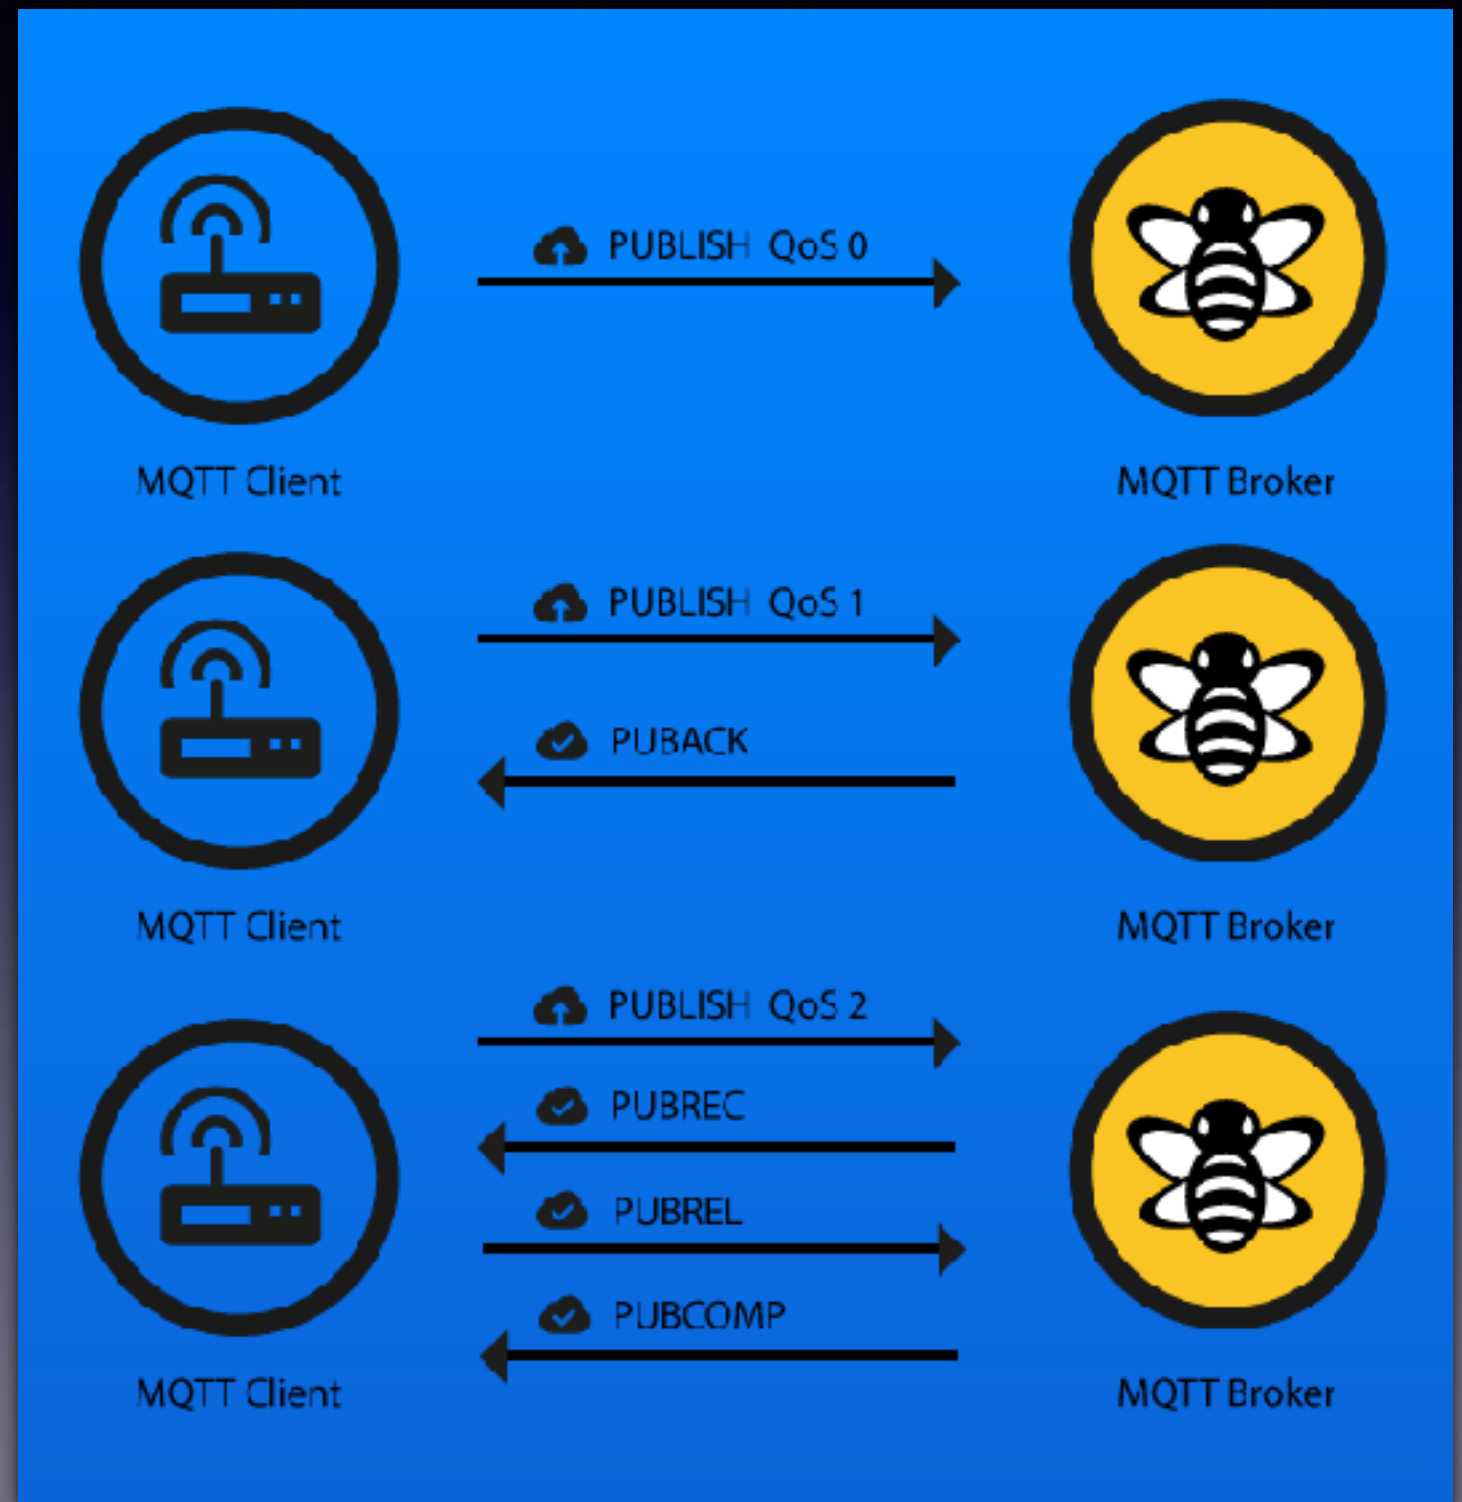 PUBLISH QoS 0
MQTT Client
MQTT Broker
PUBLISH QoS 1
PUBACK
MQTT Client
MQTT Broker
PUBLISH QoS 2
PUBREC
PUBREL
PUBCOMP
MQTT Client
MQTT Broker